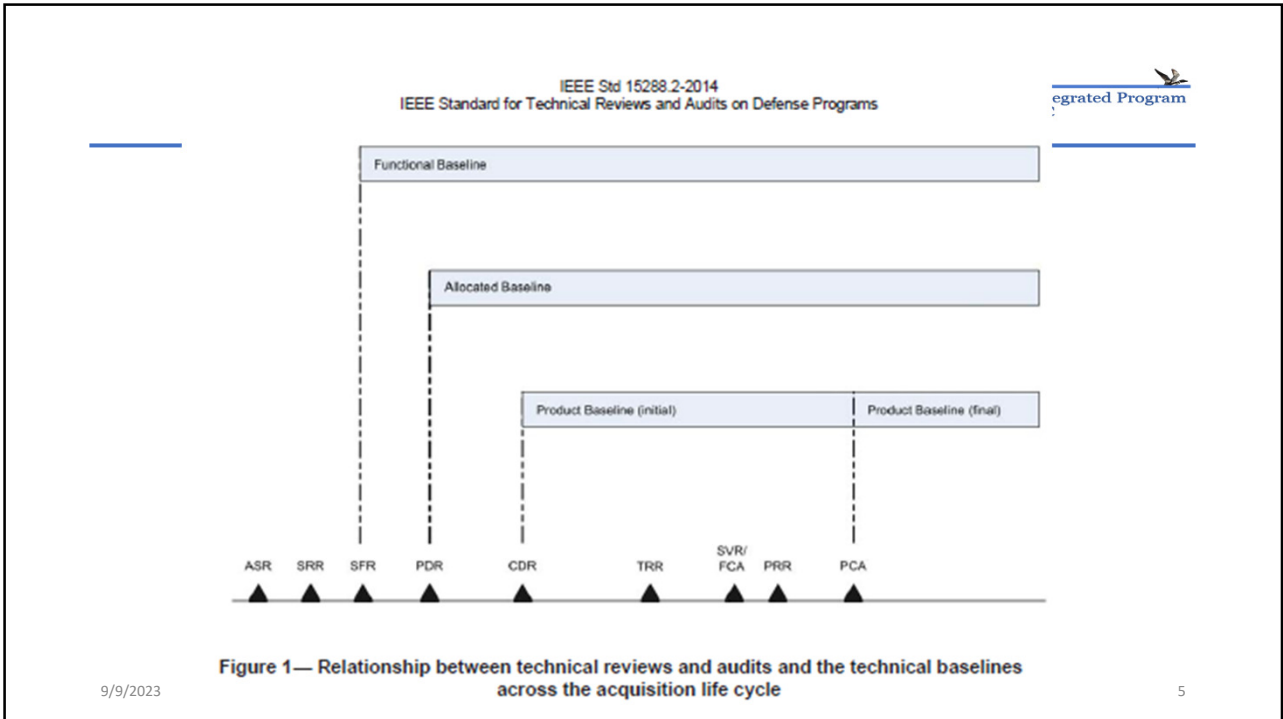 IEEE Std 15288.2-2014
IEEE Standard for Technical Reviews and Audits on Defense Programs
egrated Program
Functional Baseline
Allocated Baseline
Product Baseline (initial)
Product Baseline (final)
ASR
SRR
SFR
PDR
CDR
TRR
SVR/
FCA
PRR
PCA
Figure 1— Relationship between technical reviews and audits and the technical baselines
across the acquisition life cycle
9/9/2023
5